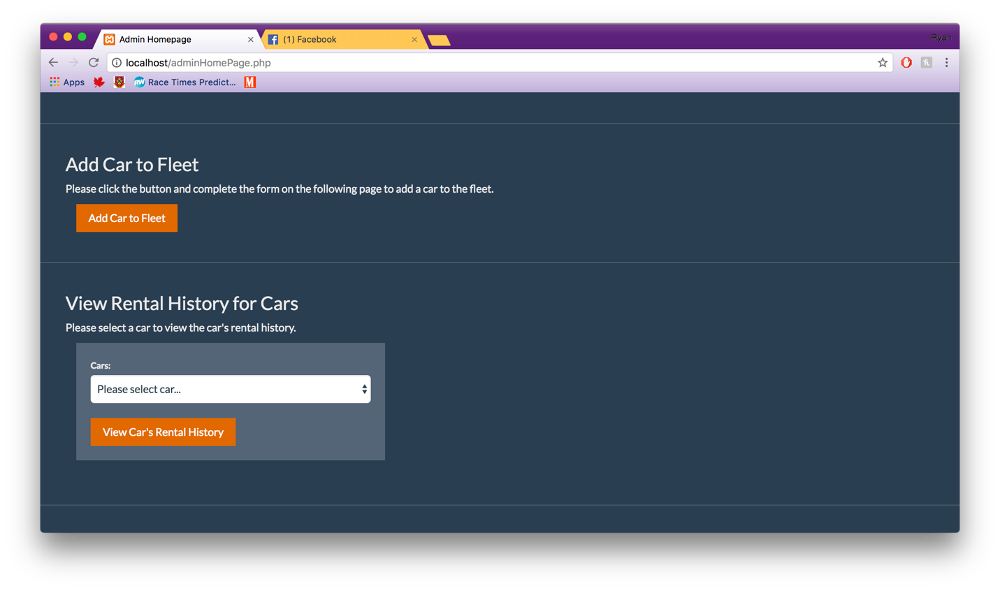 Admin Homepage
(1) Facebook
Ryan
localhost/adminHomePage.php
Apps
RW
Race Times Predict...
M
Add Car to Fleet
Please click the button and complete the form on the following page to add a car to the fleet.
Add Car to Fleet
View Rental History for Cars
Please select a car to view the car's rental history.
Cars:
Please select car...
View Car's Rental History